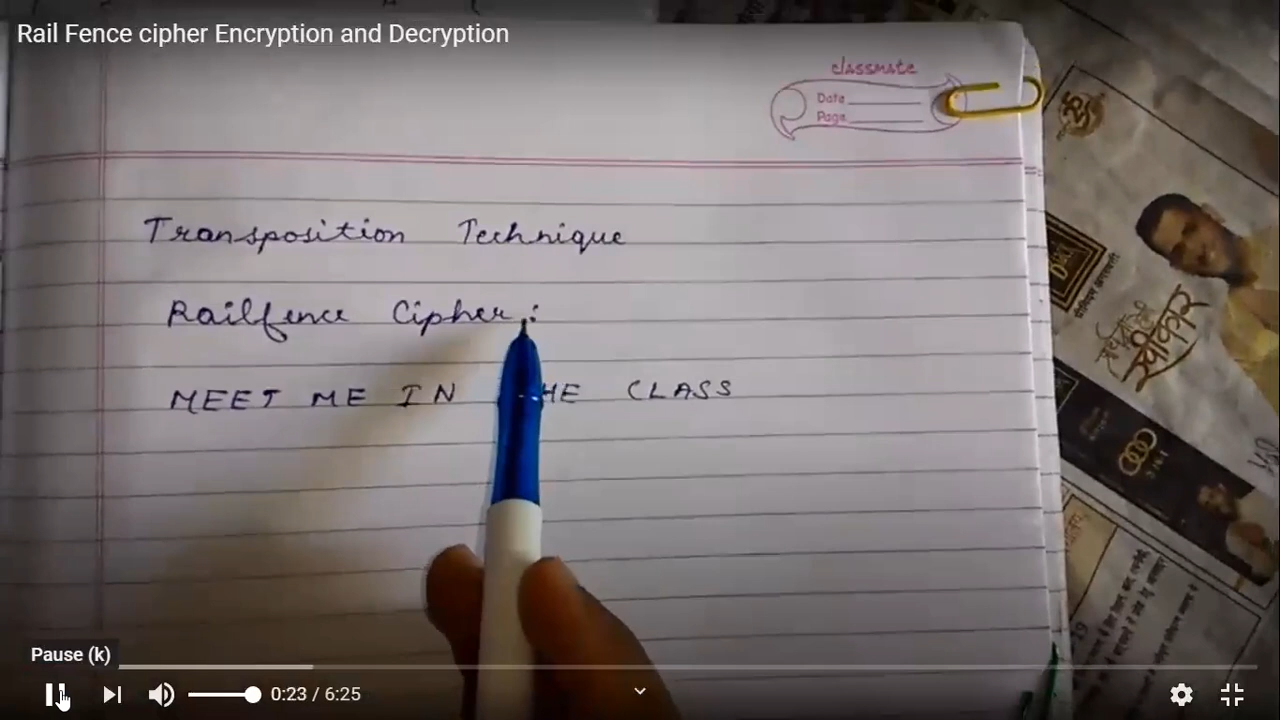 Rail Fence cipher Encryption and Decryption
classmate
Date
Page
Transposition Technique
Railfence Cipher:
MEET ME IN HE CLASS
Pause (k)
0:23 / 6:25